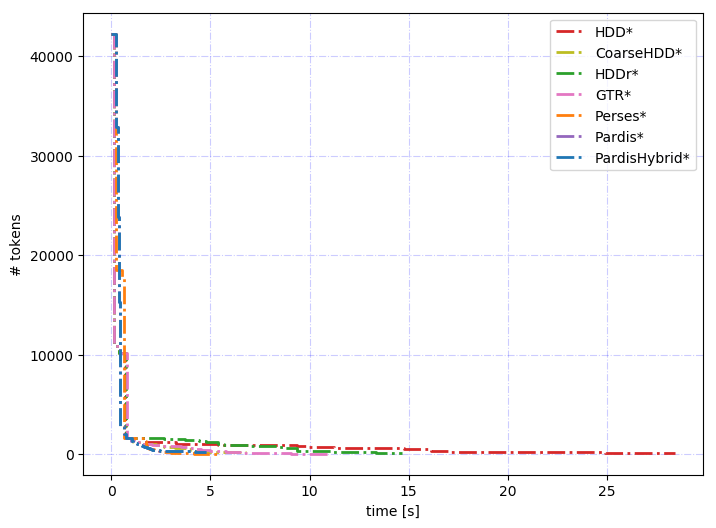 HDD*
CoarseHDD*
HDDr*
GTR*
Perses*
Pardis*
PardisHybrid*
# tokens
40000
30000
20000
10000
0
0 5 10 15 20 25
time [s]